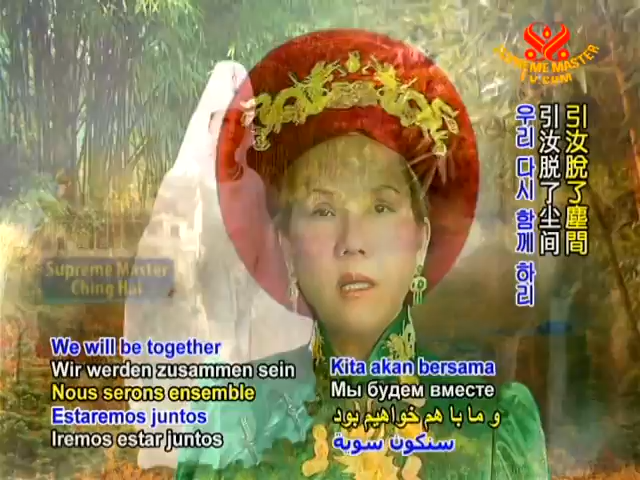 SUPREME MASTER
TV.COM
引汝脫了塵間
引汝脱了尘间
우리 다시 함께 하리
Supreme Master
Ching Hai
We will be together
Wir werden zusammen sein
Nous serons ensemble
Estaremos juntos
Iremos estar juntos
Kita akan bersama
Мы будем вместе
و ما با هم خواهیم بود
سنكون سوية